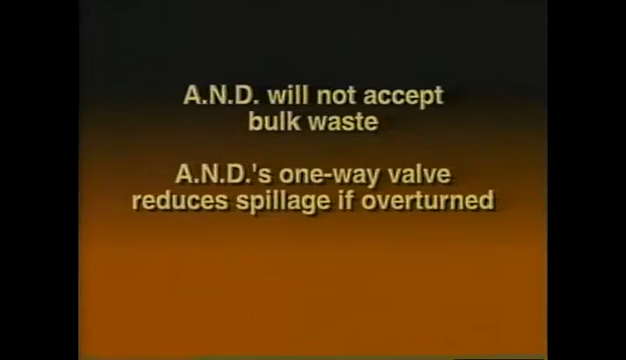 A.N.D. will not accept
bulk waste
A.N.D.'s one-way valve
reduces spillage if overturned